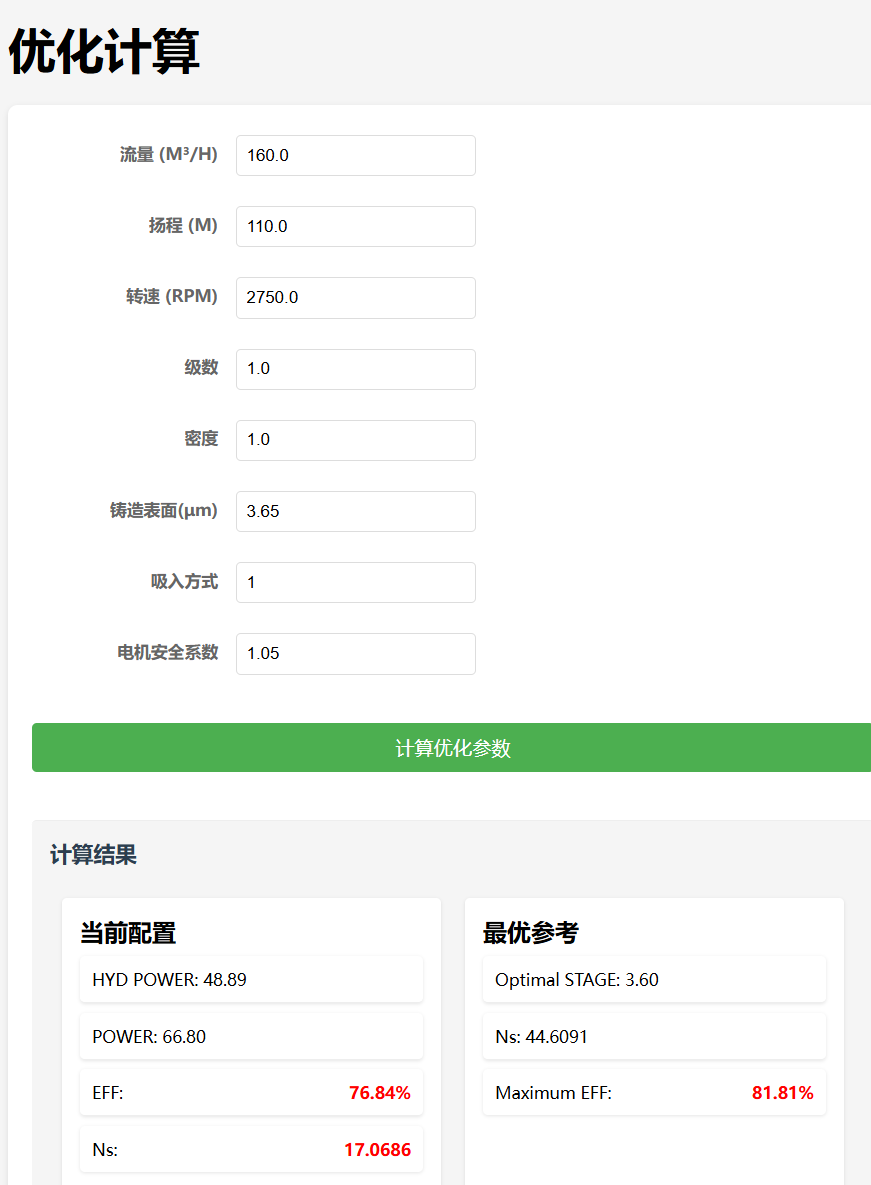 优化计算
流量 (M³/H) 160.0
扬程 (M) 110.0
转速 (RPM) 2750.0
级数 1.0
密度 1.0
铸造表面(μm) 3.65
吸入方式 1
电机安全系数 1.05
计算优化参数
计算结果
当前配置
HYD POWER: 48.89
POWER: 66.80
EFF: 76.84%
Ns: 17.0686
最优参考
Optimal STAGE: 3.60
Ns: 44.6091
Maximum EFF: 81.81%